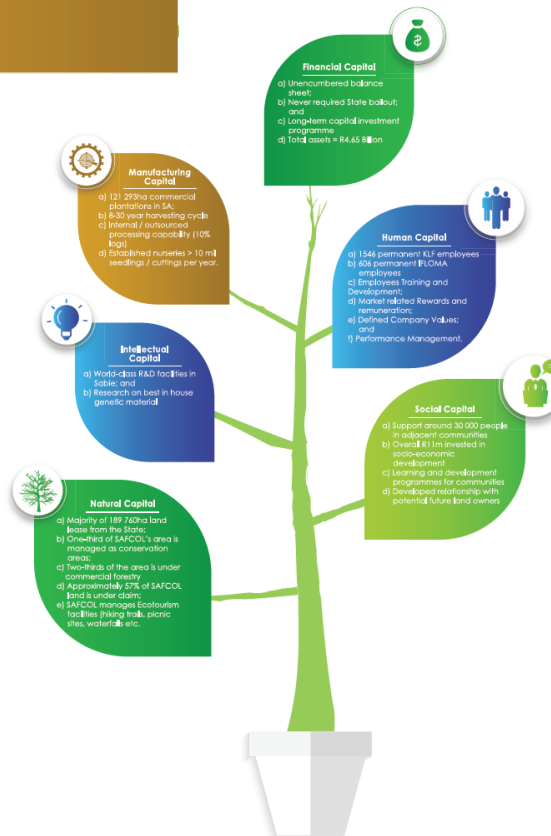 Financial Capital
a) Unencumbered balance
sheet;
b) Never required State bailout;
and
c) Long-term capital investment
programme
d) Total assets = R4.65 Billion
Manufacturing
Capital
a) 121 293ha commercial
plantations in SA;
b) 8-30 year harvesting cycle
c) Internal / outsourced
processing capability (10%
logs)
d) Established nurseries > 10 mil
seedlings / cuttings per year.
Human Capital
a) 1546 permanent KLF employees
b) 606 permanent IFLOMA
employees
c) Employees Training and
Development;
d) Market related Rewards and
remuneration;
e) Defined Company Values;
and
f) Performance Management.
Intellectual
Capital
a) World-class R&D facilities in
Sabie; and
b) Research on best in house
genetic material
Social Capital
a) Support around 30 000 people
in adjacent communities
b) Overall R11m invested in
socio-economic
development
c) Learning and development
programmes for communities
d) Developed relationship with
potential future land owners
Natural Capital
a) Majority of 189 760ha land
lease from the State;
b) One-third of SAFCOL's area is
managed as conservation
areas;
c) Two-thirds of the area is under
commercial forestry
d) Approximately 57% of SAFCOL
land is under claim;
e) SAFCOL manages Ecotourism
facilities (hiking trails, picnic
sites, waterfalls etc.